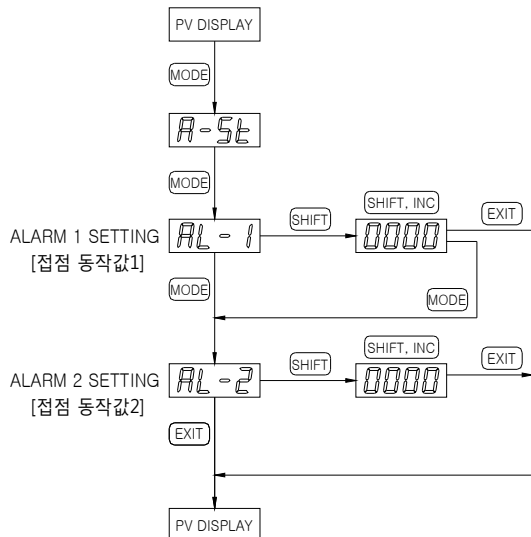 PV DISPLAY
MODE
A-St
MODE
ALARM 1 SETTING
[접점 동작값1]
AL-1
SHIFT
SHIFT, INC
0000
EXIT
MODE
MODE
ALARM 2 SETTING
[접점 동작값2]
AL-2
SHIFT
SHIFT, INC
0000
EXIT
EXIT
PV DISPLAY